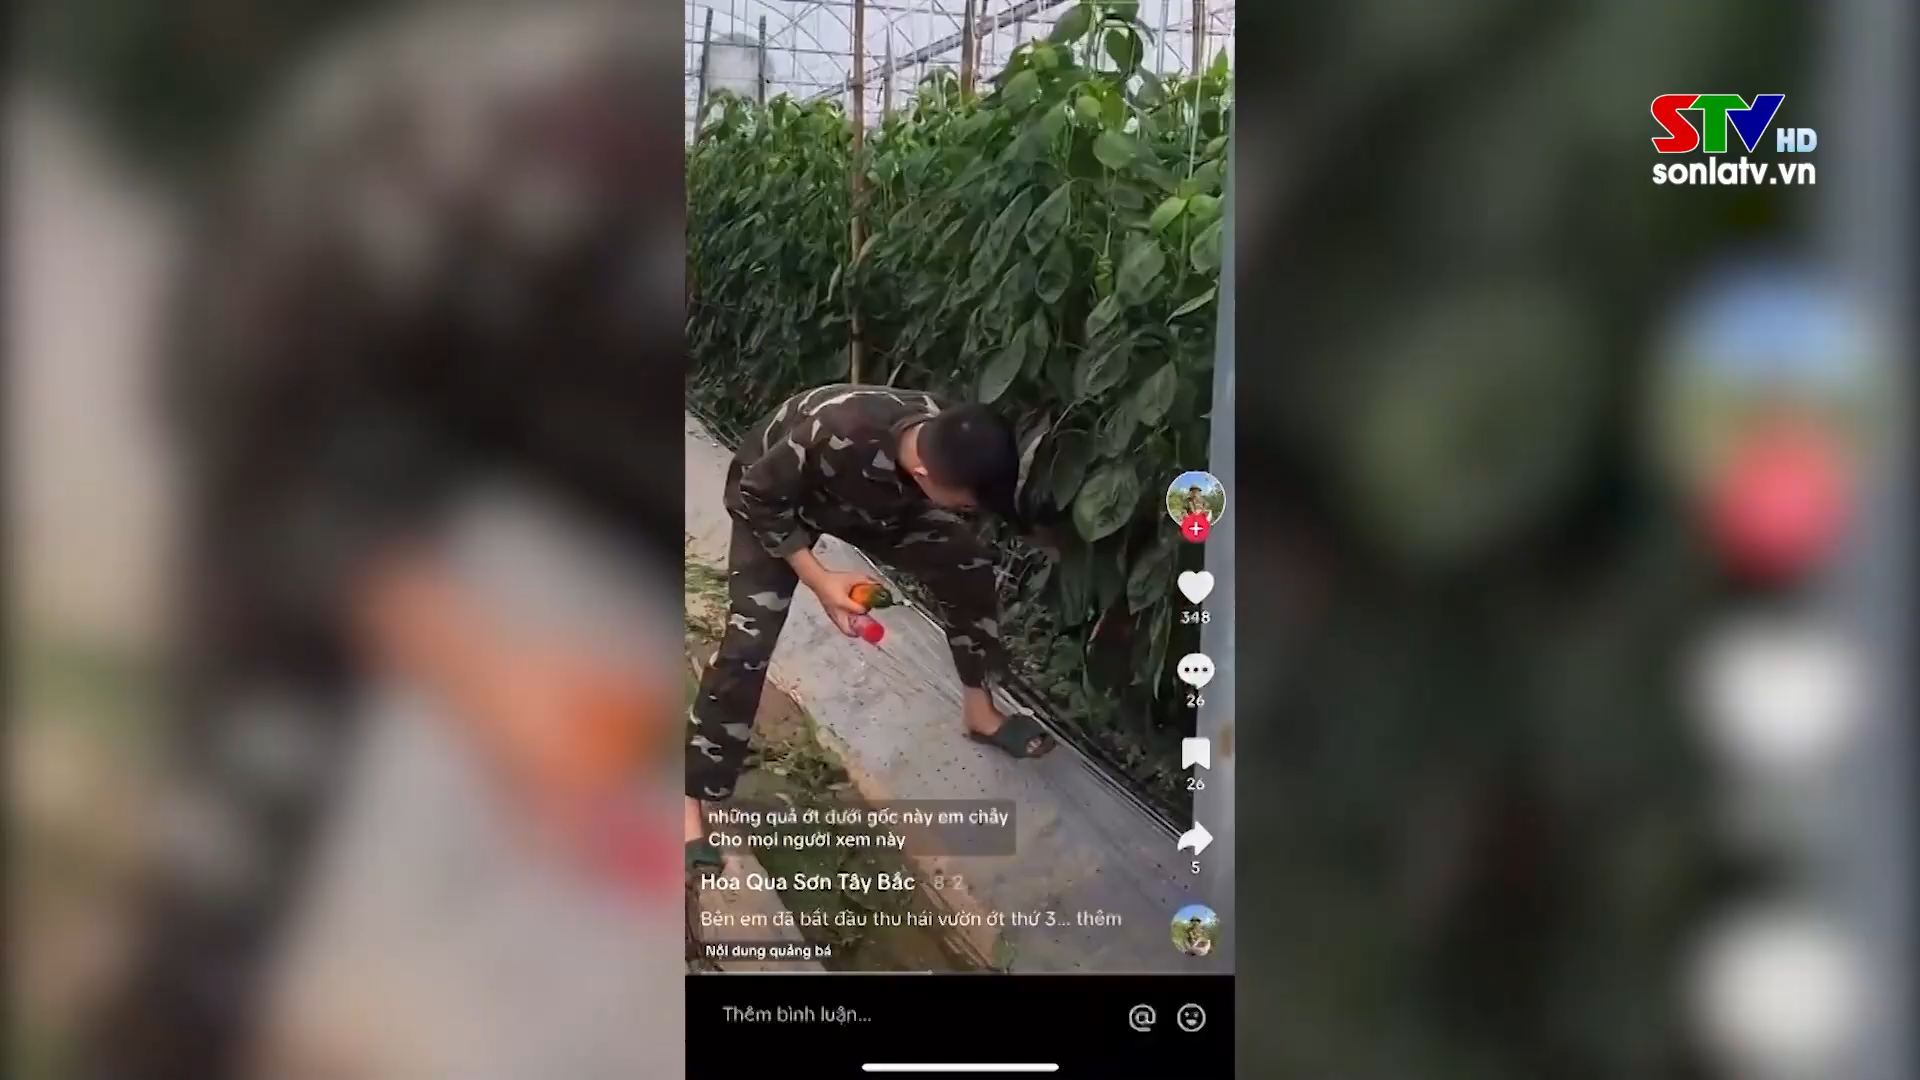 STV HD
sonlatv.vn
348
26
26
5
những quả ớt dưới gốc này em chảy
Cho mọi người xem này
Hoa Quả Sơn Tây Bắc · 8-2
Bên em đã bắt đầu thu hái vườn ớt thứ 3... thêm
Nội dung quảng bá
Thêm bình luận...